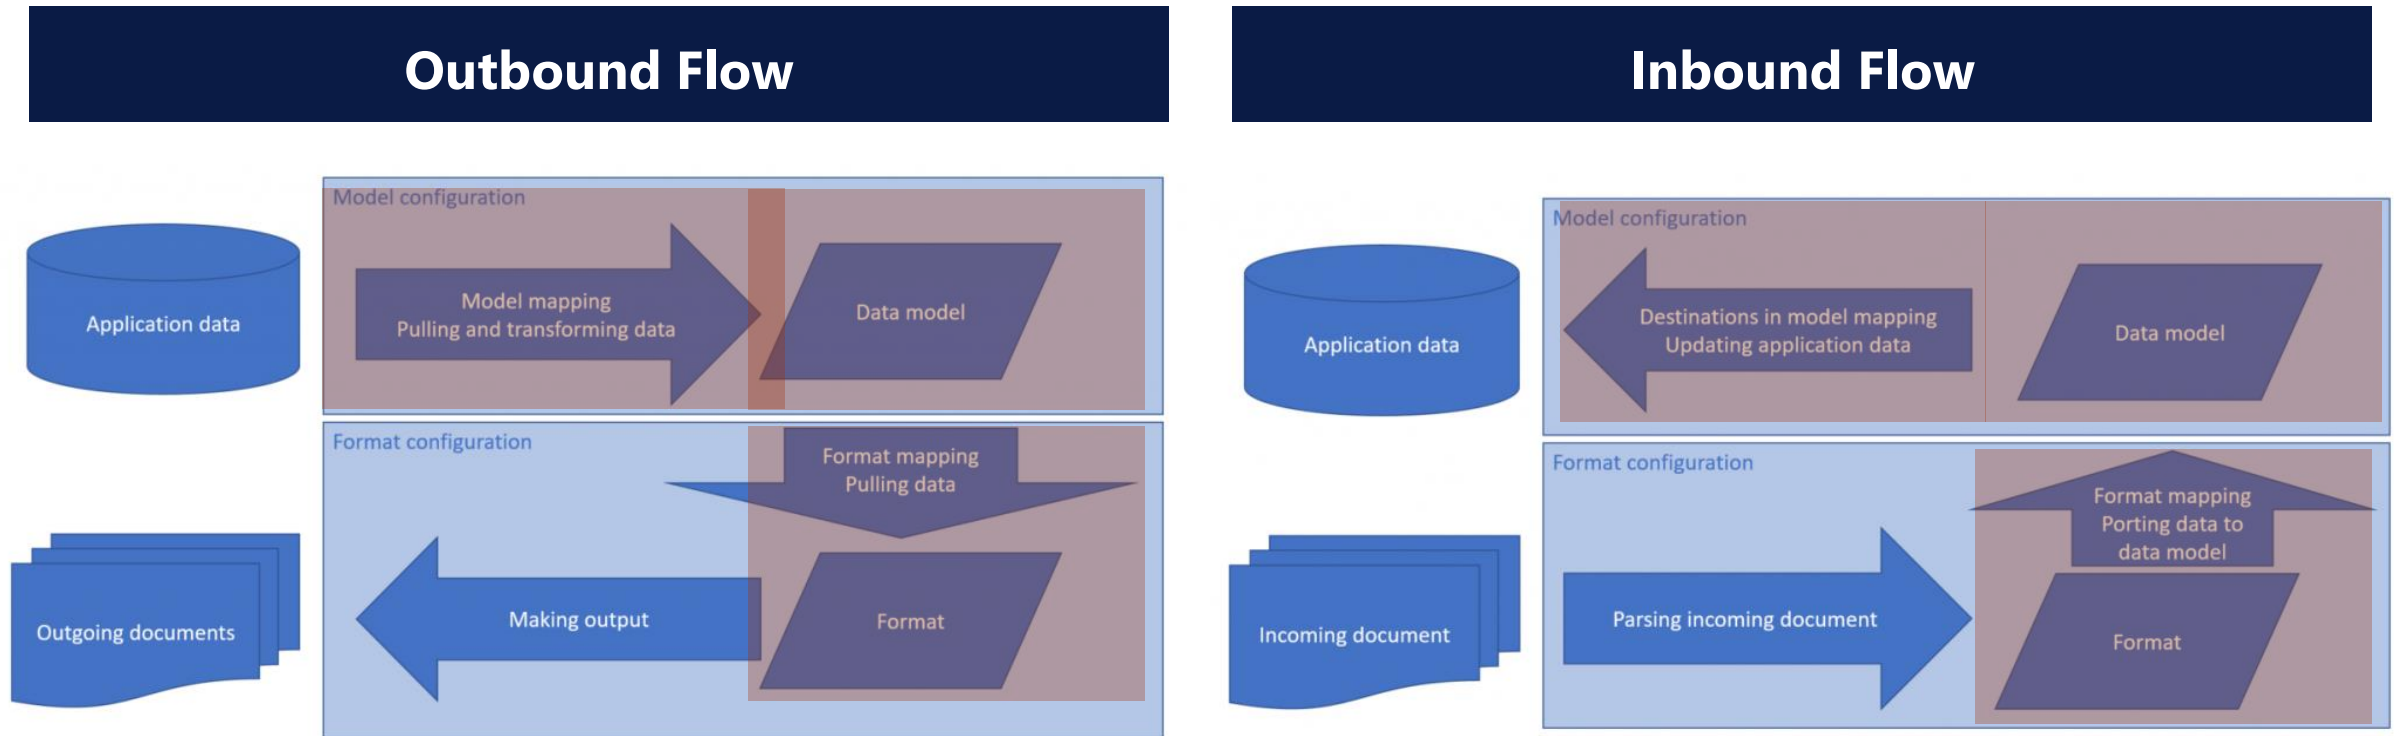 Outbound Flow
Model configuration
Application data
Model mapping
Pulling and transforming data
Data model
Format configuration
Format mapping
Pulling data
Outgoing documents
Making output
Format
Inbound Flow
Model configuration
Application data
Destinations in model mapping
Updating application data
Data model
Format configuration
Format mapping
Porting data to
data model
Incoming document
Parsing incoming document
Format